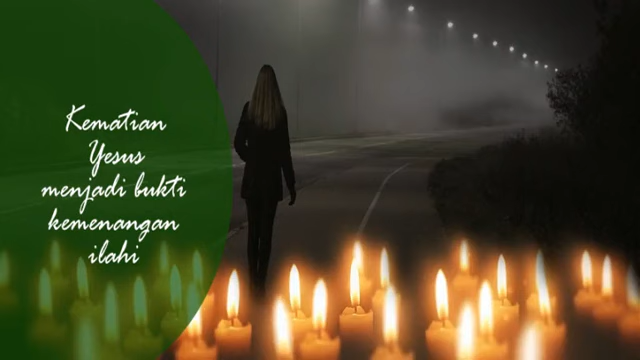 Kematian
Yesus
menjadi bukti
kemenangan
ilahi